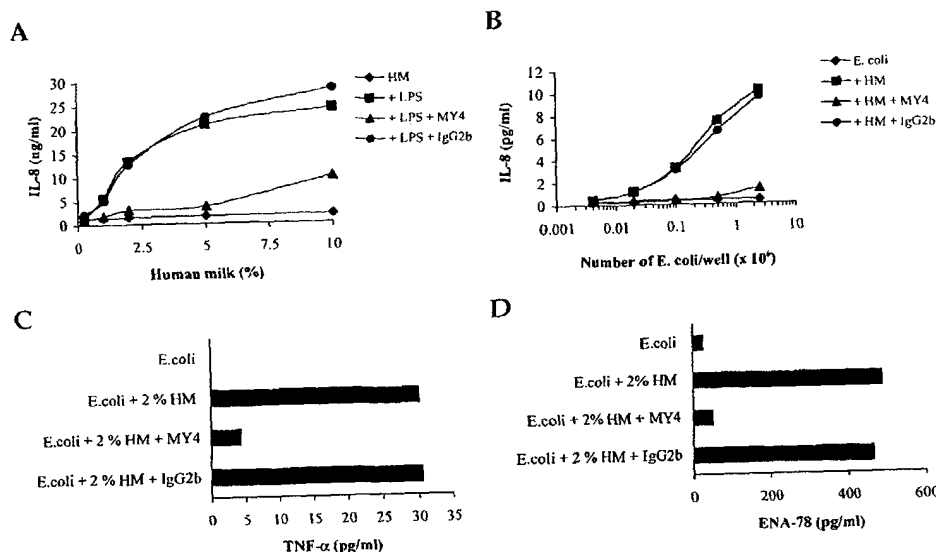 A
IL-8 (ng/ml)
30
25
20
15
10
5
0
0
2.5
5
7.5
10
Human milk (%)
HM
+ LPS
+ LPS + MY4
+ LPS + IgG2b
B
IL-8 (pg/ml)
12
10
8
6
4
2
0
0.001
0.01
0.1
1
10
Number of E. coli/well (x 10⁶)
E. coli
+ HM
+ HM + MY4
+ HM + IgG2b
C
E.coli
E.coli + 2 % HM
E.coli + 2 % HM + MY4
E.coli + 2 % HM + IgG2b
0
5
10
15
20
25
30
35
TNF-α (pg/ml)
D
E.coli
E.coli + 2% HM
E.coli + 2% HM + MY4
E.coli + 2 % HM + IgG2b
0
200
400
600
ENA-78 (pg/ml)